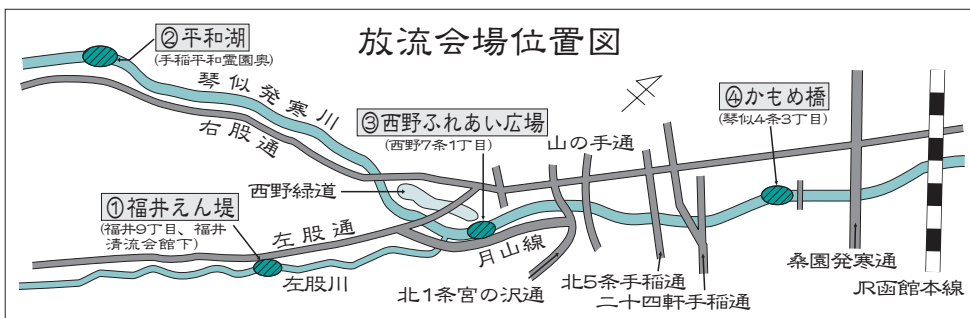 放流会場位置図
②平和湖
(手稲平和霊園奥)
琴似発寒川
右股通
③西野ふれあい広場
(西野7条1丁目)
山の手通
④かもめ橋
(琴似4条3丁目)
西野緑道
①福井えん堤
(福井9丁目、福井
清流会館下)
左股通
左股川
月山線
北1条宮の沢通
北5条手稲通
二十四軒手稲通
桑園発寒通
JR函館本線